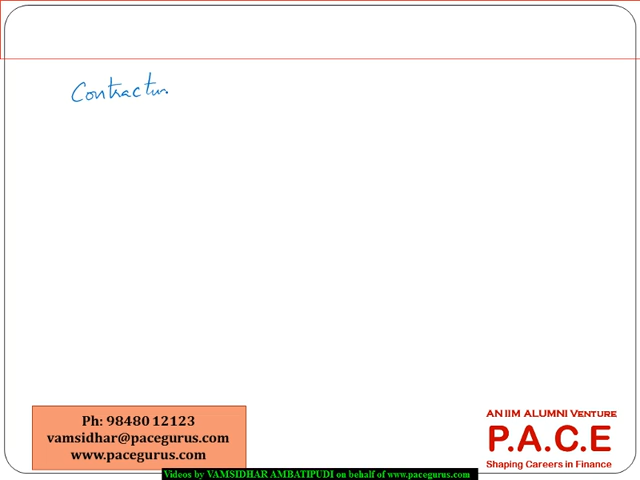 Contractu
Ph: 98480 12123
vamsidhar@pacegurus.com
www.pacegurus.com
AN IIM ALUMNI VENTURE
P.A.C.E
Shaping Careers in Finance
Videos by VAMSIDHAR AMBATIPUDI on behalf of www.pacegurus.com